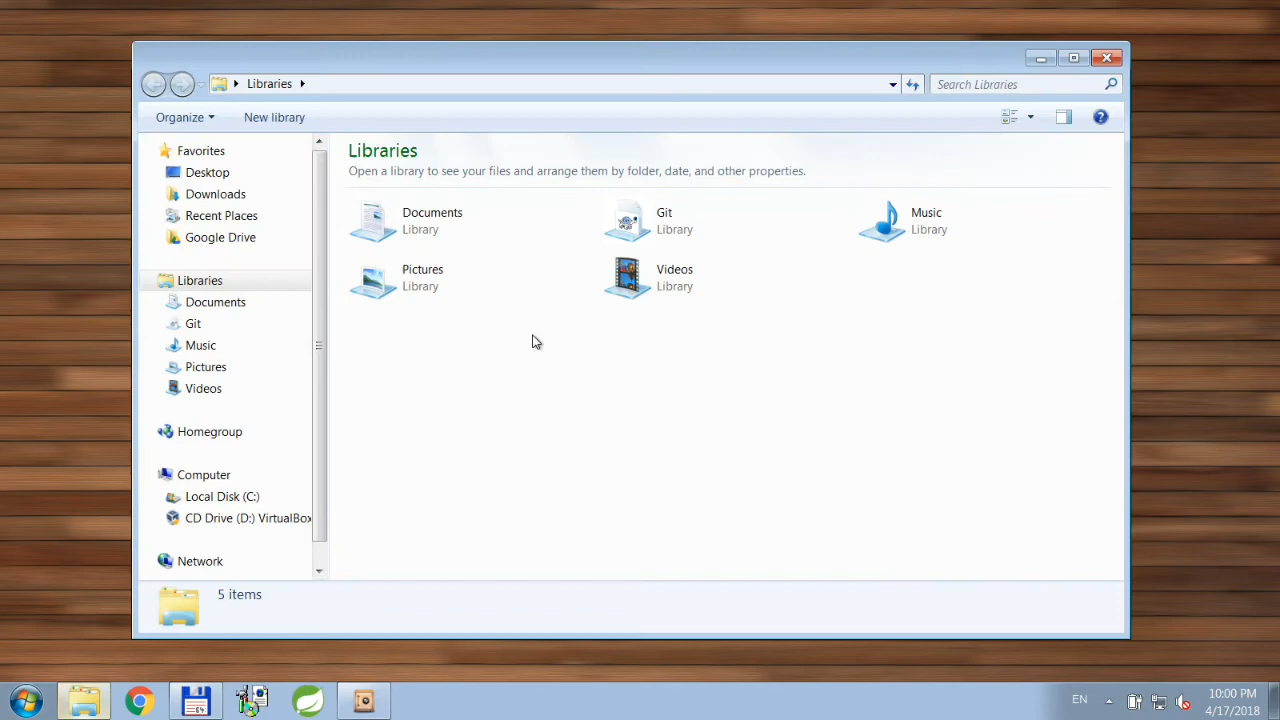 Libraries
Search Libraries
Organize
New library
Favorites
Desktop
Downloads
Recent Places
Google Drive
Libraries
Documents
Git
Music
Pictures
Videos
Homegroup
Computer
Local Disk (C:)
CD Drive (D:) VirtualBox
Network
Libraries
Open a library to see your files and arrange them by folder, date, and other properties.
Documents
Library
Git
Library
Music
Library
Pictures
Library
Videos
Library
5 items
64
EN
10:00 PM
4/17/2018